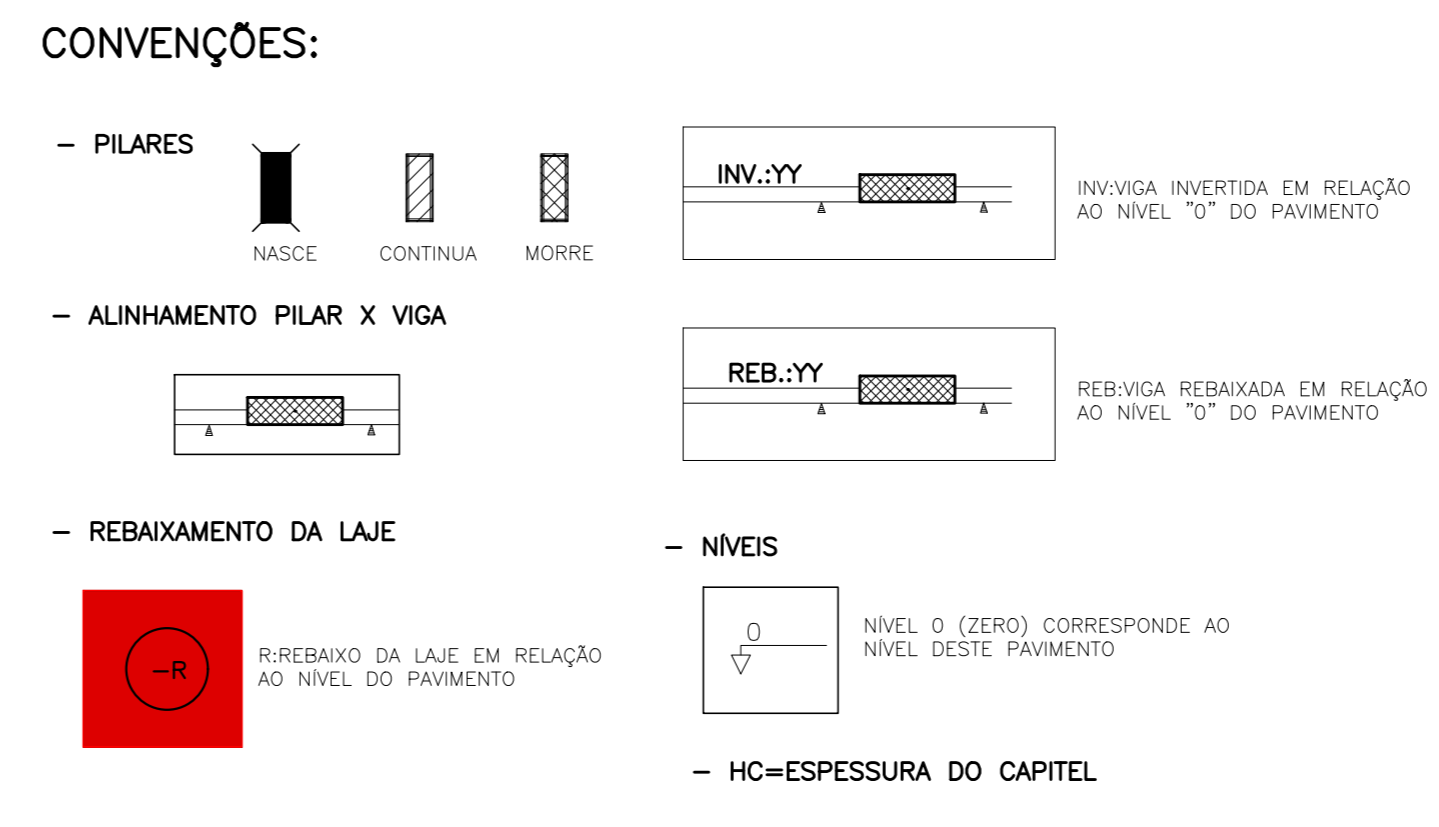 CONVENÇÕES:
- PILARES
NASCE
CONTINUA
MORRE
- ALINHAMENTO PILAR X VIGA
- REBAIXAMENTO DA LAJE
-R
R:REBAIXO DA LAJE EM RELAÇÃO
AO NÍVEL DO PAVIMENTO
INV.:YY
INV:VIGA INVERTIDA EM RELAÇÃO
AO NÍVEL "0" DO PAVIMENTO
REB.:YY
REB:VIGA REBAIXADA EM RELAÇÃO
AO NÍVEL "0" DO PAVIMENTO
- NÍVEIS
0
NÍVEL 0 (ZERO) CORRESPONDE AO
NÍVEL DESTE PAVIMENTO
- HC=ESPESSURA DO CAPITEL